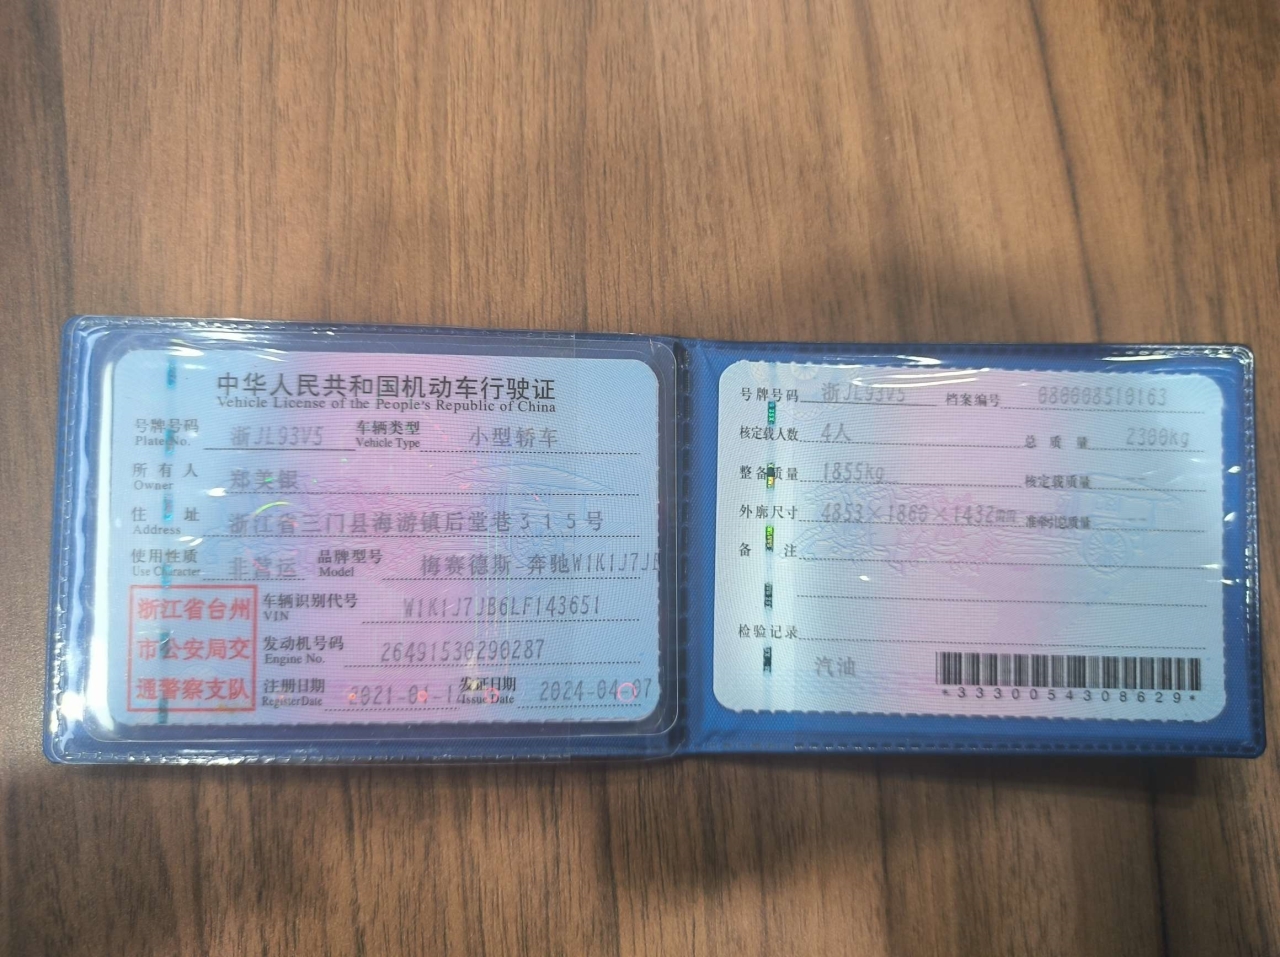 中华人民共和国机动车行驶证
Vehicle License of the People's Republic of China
号牌号码 浙JL93V5 车辆类型 小型轿车
Plate No. Vehicle Type
所有人 郑美银
Owner
住址 浙江省三门县海游镇后堂巷315号
Address
使用性质 非营运 品牌型号 梅赛德斯-奔驰W1K1J7JB
Use Character Model
浙江省台州
市公安局交
通警察支队
车辆识别代号 W1K1J7JB6LF143651
VIN
发动机号码 26491530290287
Engine No.
注册日期 2021-01-1 发证日期 2024-04-07
Register Date Issue Date
号牌号码 浙JL93V5 档案编号 080008510163
核定载人数 4人 总质量 2300kg
整备质量 1855kg 核定载质量 ——
外廓尺寸 4853×1860×1432mm 准牵引总质量
备注
检验记录
汽油
*3330054308629*